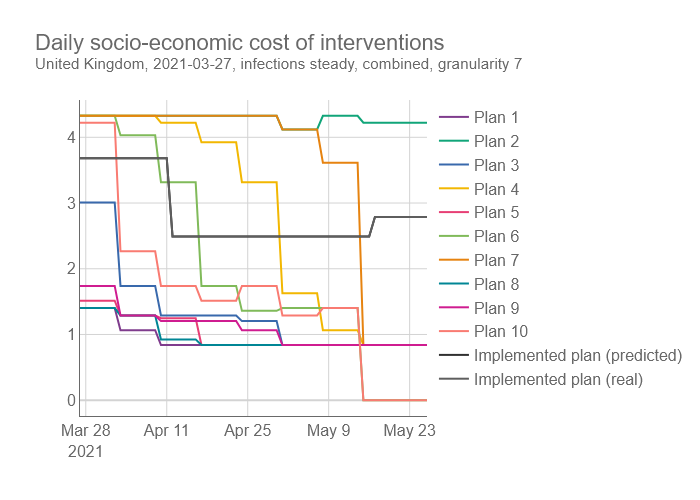 Daily socio-economic cost of interventions
United Kingdom, 2021-03-27, infections steady, combined, granularity 7
4
3
2
1
0
Mar 28
2021
Apr 11
Apr 25
May 9
May 23
Plan 1
Plan 2
Plan 3
Plan 4
Plan 5
Plan 6
Plan 7
Plan 8
Plan 9
Plan 10
Implemented plan (predicted)
Implemented plan (real)